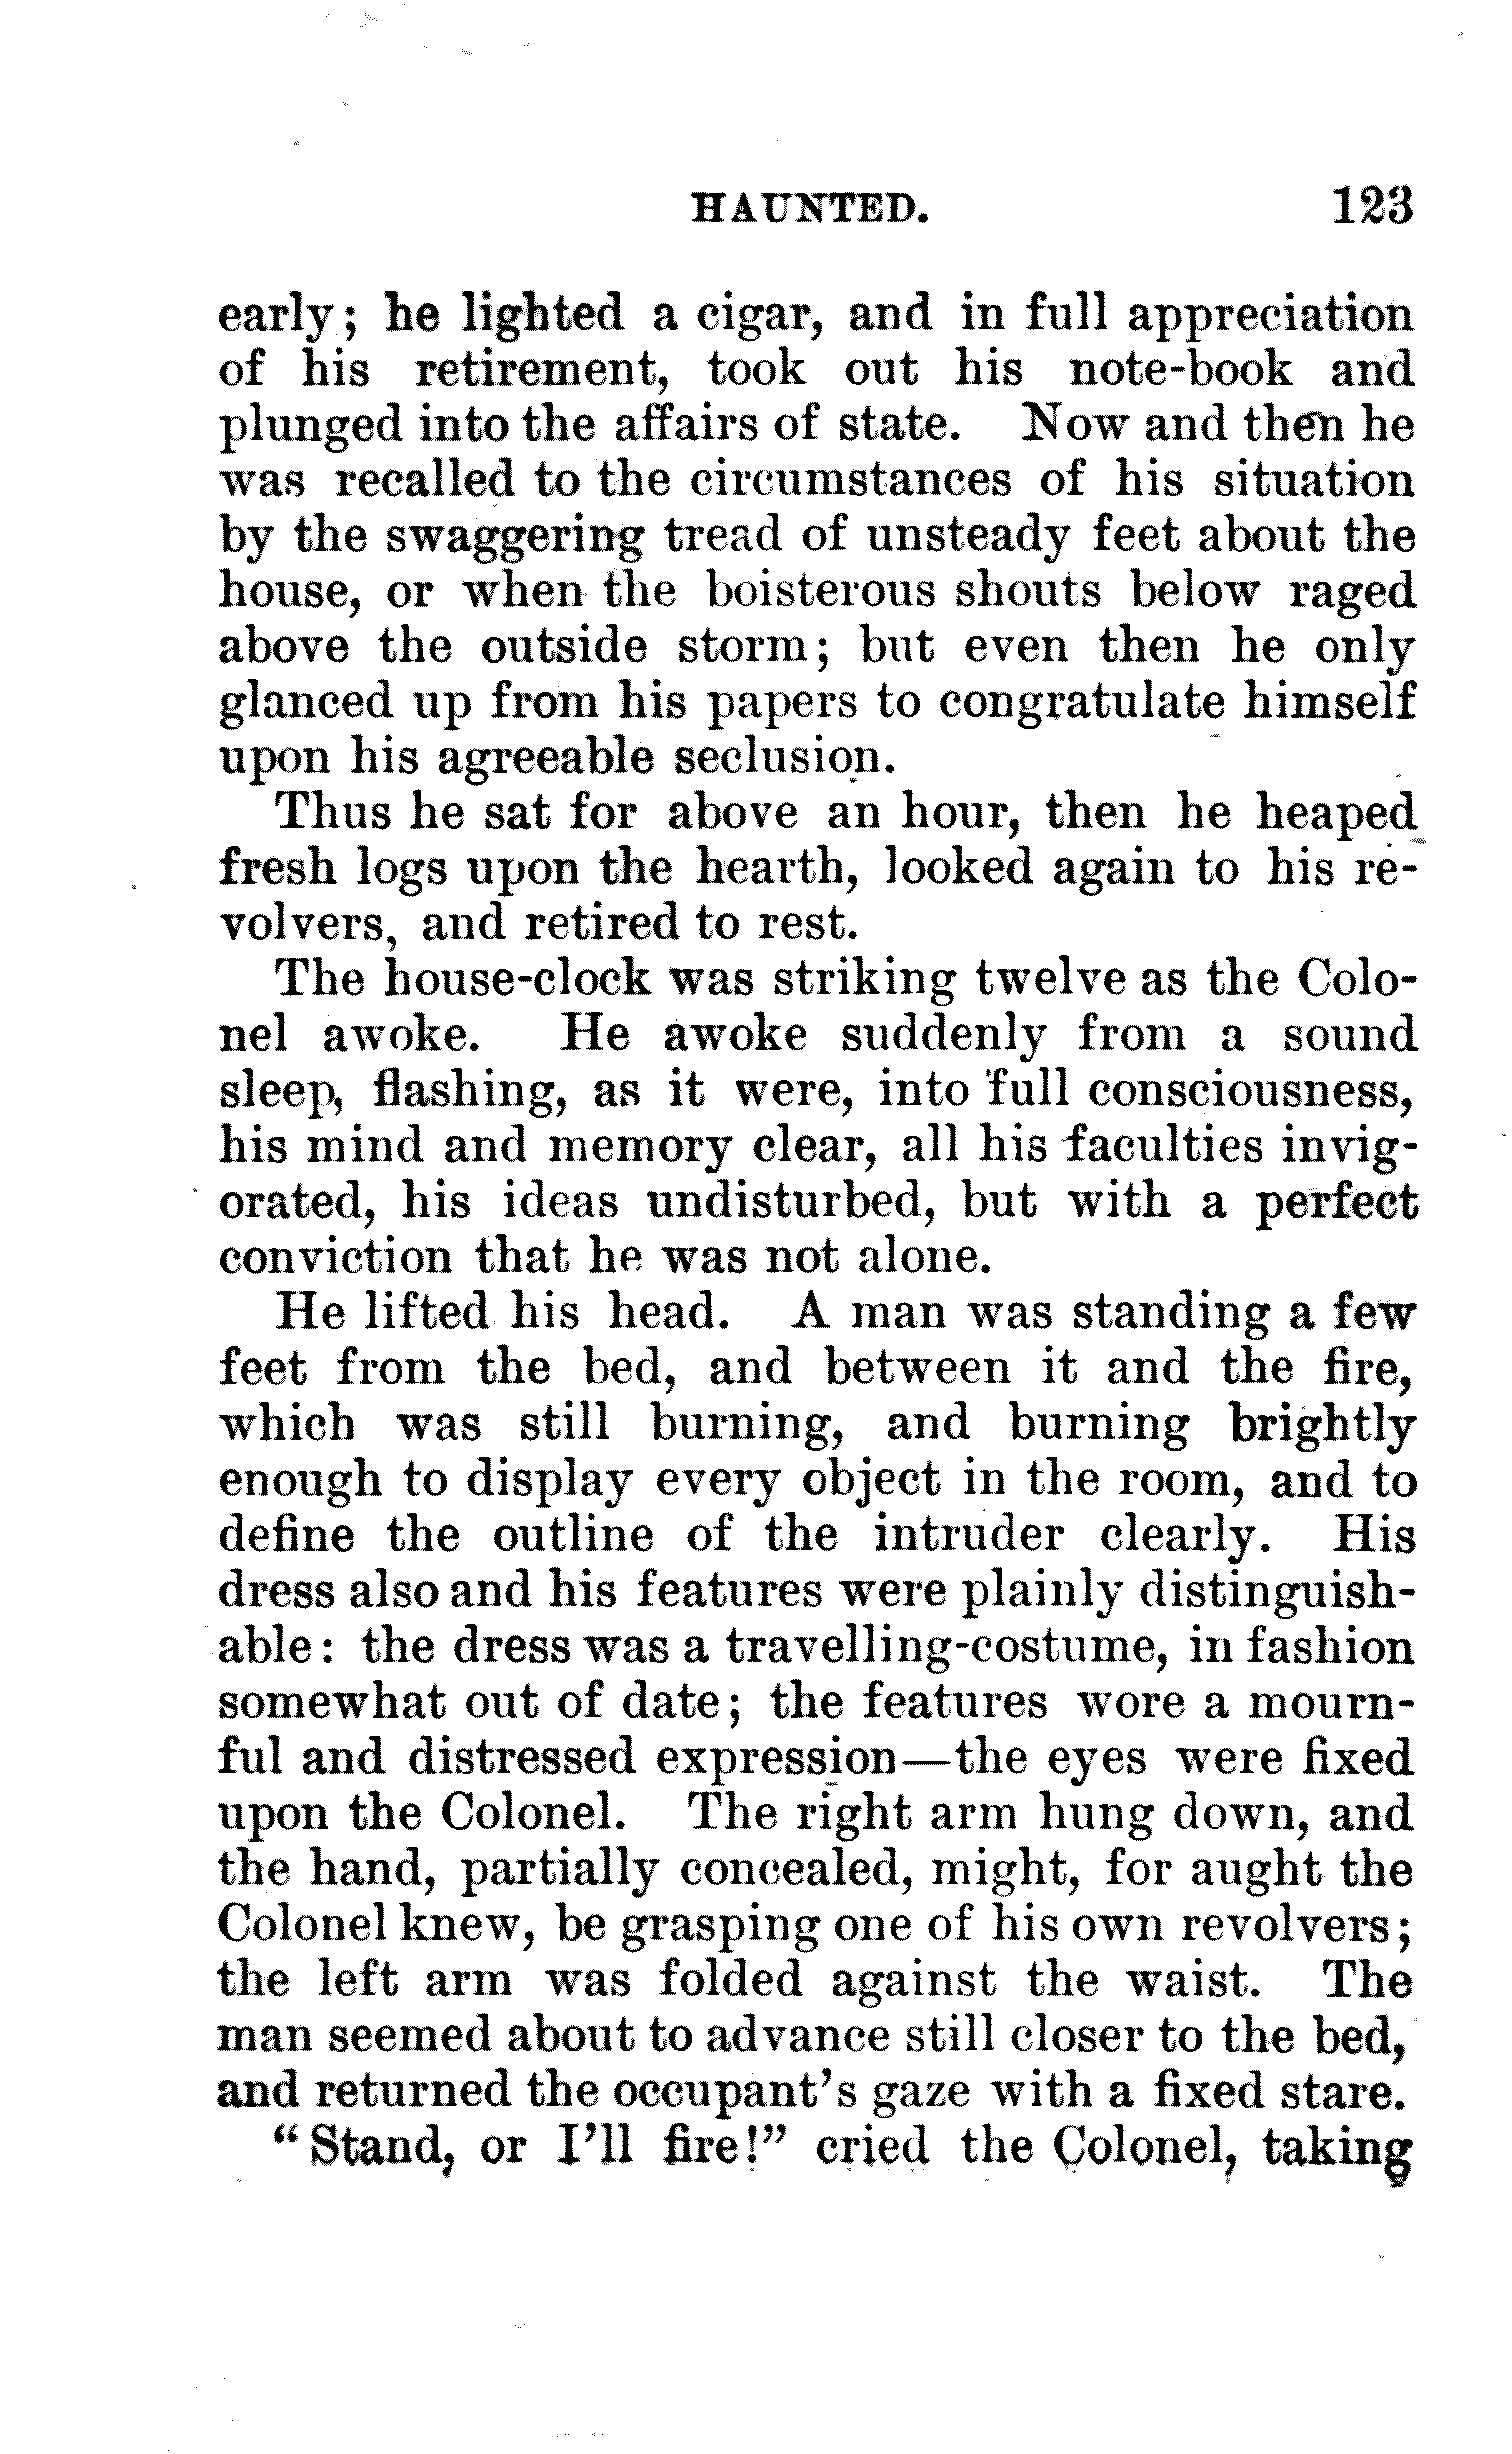 HAUNTED. 123
early; he lighted a cigar, and in full appreciation
of his retirement, took out his note-book and
plunged into the affairs of state. Now and then he
was recalled to the circumstances of his situation
by the swaggering tread of unsteady feet about the
house, or when the boisterous shouts below raged
above the outside storm; but even then he only
glanced up from his papers to congratulate himself
upon his agreeable seclusion.
Thus he sat for above an hour, then he heaped
fresh logs upon the hearth, looked again to his re-
volvers, and retired to rest.
The house-clock was striking twelve as the Colo-
nel awoke. He awoke suddenly from a sound
sleep, flashing, as it were, into full consciousness,
his mind and memory clear, all his faculties invig-
orated, his ideas undisturbed, but with a perfect
conviction that he was not alone.
He lifted his head. A man was standing a few
feet from the bed, and between it and the fire,
which was still burning, and burning brightly
enough to display every object in the room, and to
define the outline of the intruder clearly. His
dress also and his features were plainly distinguish-
able: the dress was a travelling-costume, in fashion
somewhat out of date; the features wore a mourn-
ful and distressed expression—the eyes were fixed
upon the Colonel. The right arm hung down, and
the hand, partially concealed, might, for aught the
Colonel knew, be grasping one of his own revolvers;
the left arm was folded against the waist. The
man seemed about to advance still closer to the bed,
and returned the occupant's gaze with a fixed stare.
"Stand, or I'll fire!" cried the Colonel, taking